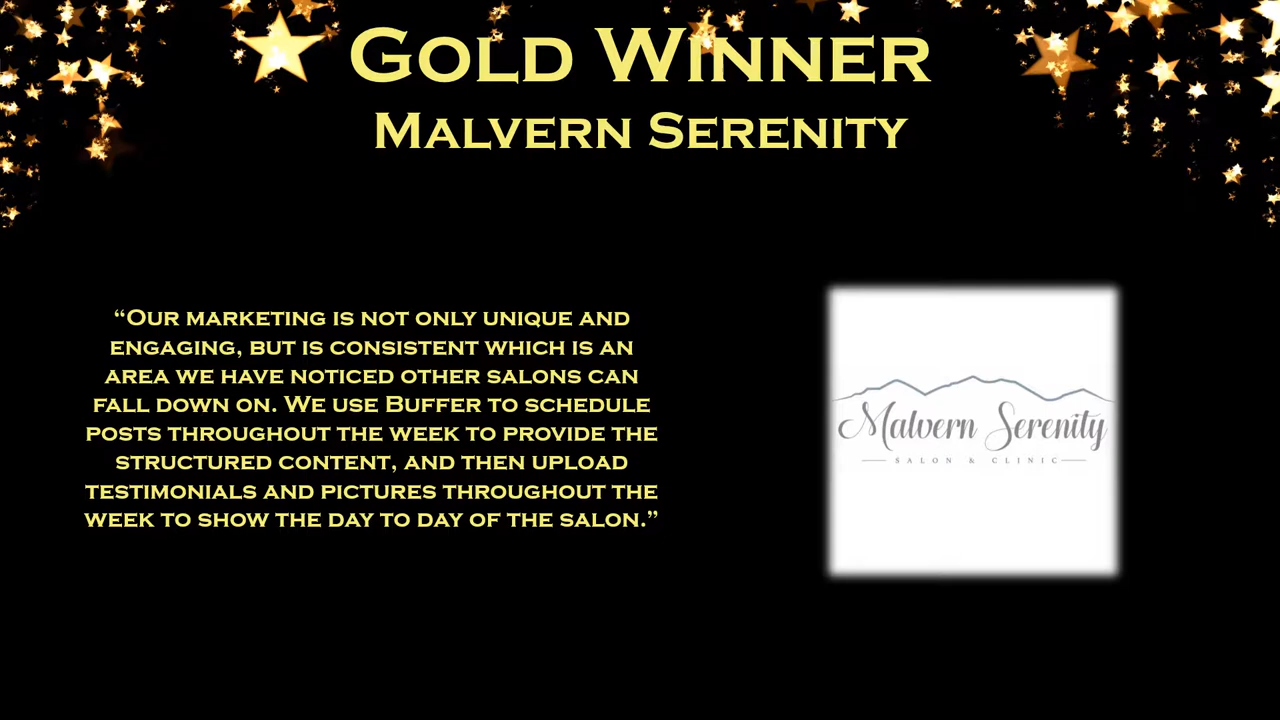 Gold Winner
Malvern Serenity
“Our marketing is not only unique and
engaging, but is consistent which is an
area we have noticed other salons can
fall down on. We use Buffer to schedule
posts throughout the week to provide the
structured content, and then upload
testimonials and pictures throughout the
week to show the day to day of the salon.”
Malvern Serenity
SALON & CLINIC